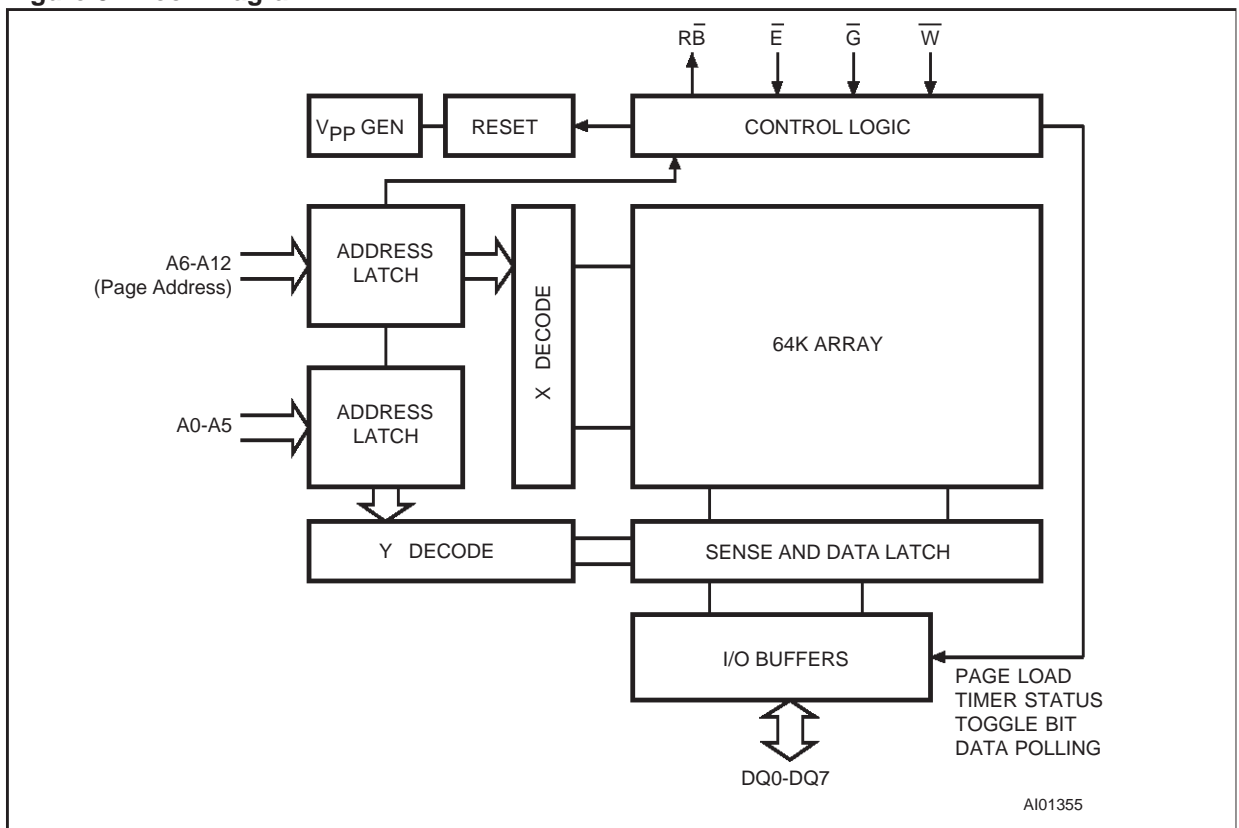 RB̅ E̅ G̅ W̅
VPP GEN
RESET
CONTROL LOGIC
A6-A12
(Page Address)
ADDRESS
LATCH
X DECODE
64K ARRAY
A0-A5
ADDRESS
LATCH
Y DECODE
SENSE AND DATA LATCH
I/O BUFFERS
PAGE LOAD
TIMER STATUS
TOGGLE BIT
DATA POLLING
DQ0-DQ7
AI01355